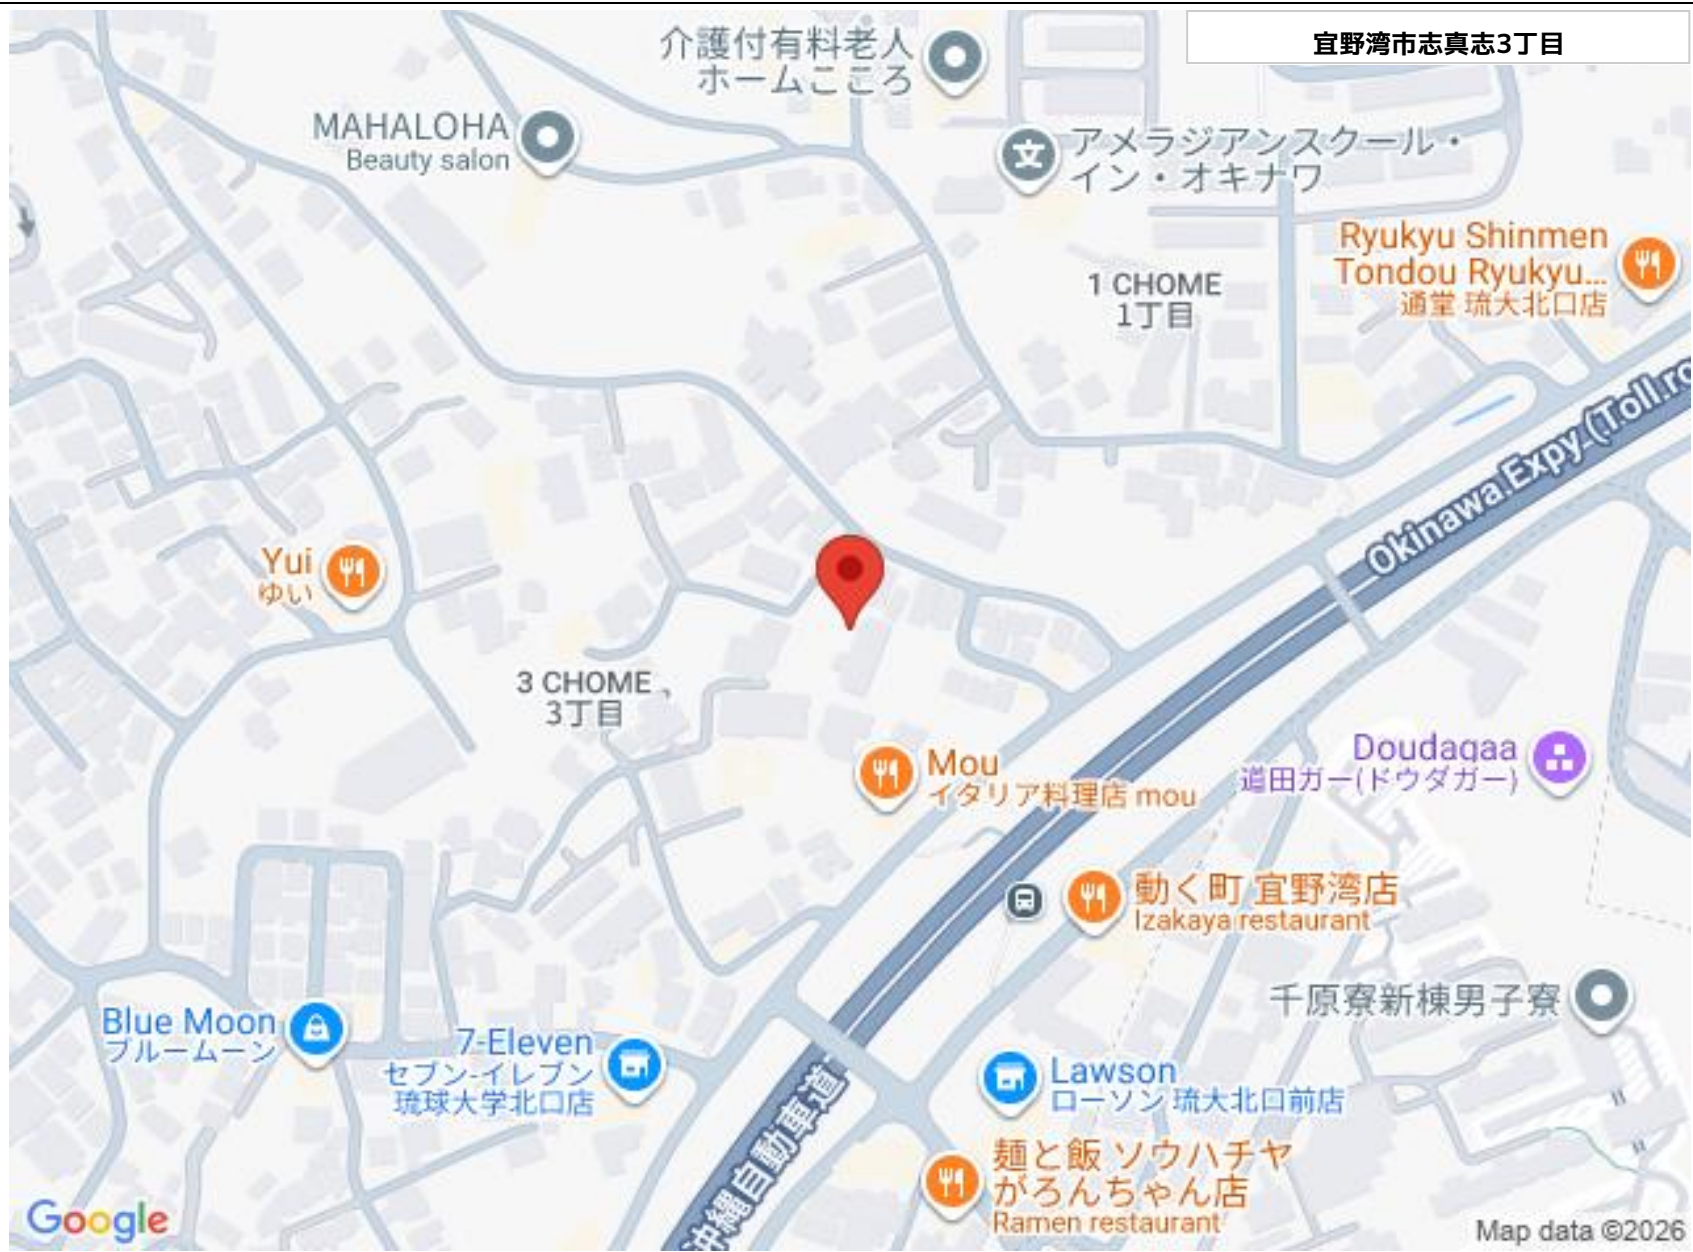 宜野湾市志真志3丁目
介護付有料老人
ホームこころ
MAHALOHA
Beauty salon
アメラジアンスクール・
イン・オキナワ
Ryukyu Shinmen
Tondou Ryukyu...
通堂 琉大北口店
1 CHOME
1丁目
Okinawa Expy (Toll ro
Yui
ゆい
3 CHOME
3丁目
Mou
イタリア料理店 mou
Doudagaa
道田ガー(ドウダガー)
動く町 宜野湾店
Izakaya restaurant
千原寮新棟男子寮
Blue Moon
ブルームーン
7-Eleven
セブン-イレブン
琉球大学北口店
Lawson
ローソン 琉大北口前店
沖縄自動車道
麺と飯 ソウハチヤ
がろんちゃん店
Ramen restaurant
Google
Map data ©2026